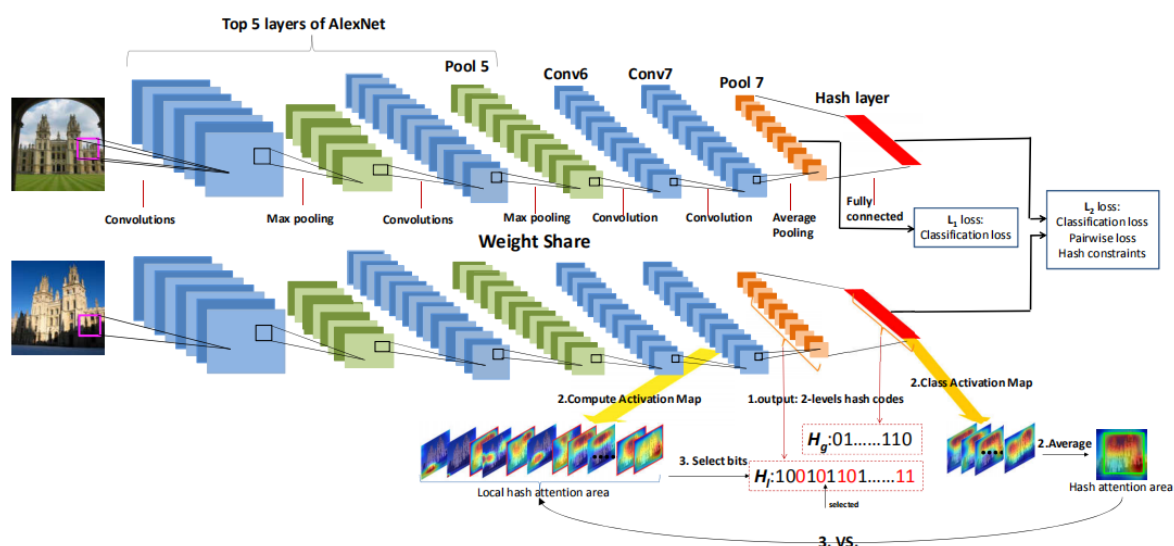 Top 5 layers of AlexNet
Pool 5
Conv6
Conv7
Pool 7
Hash layer
Convolutions
Max pooling
Convolutions
Max pooling
Convolution
Convolution
Average
Pooling
Fully
connected
L1 loss:
Classification loss
L2 loss:
Classification loss
Pairwise loss
Hash constraints
Weight Share
2.Compute Activation Map
1.output: 2-levels hash codes
2.Class Activation Map
Hg:01......110
2.Average
3. Select bits
Hl:100101101......11
Local hash attention area
selected
Hash attention area
3. VS.